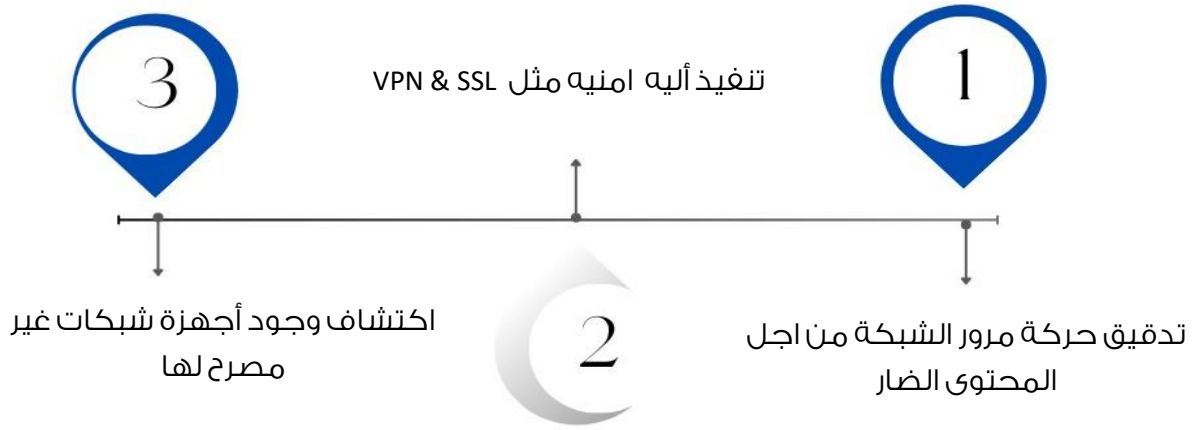 1
تدقيق حركة مرور الشبكة من اجل
المحتوى الضار
2
تنفيذ أليه امنيه مثل VPN & SSL
3
اكتشاف وجود أجهزة شبكات غير
مصرح لها